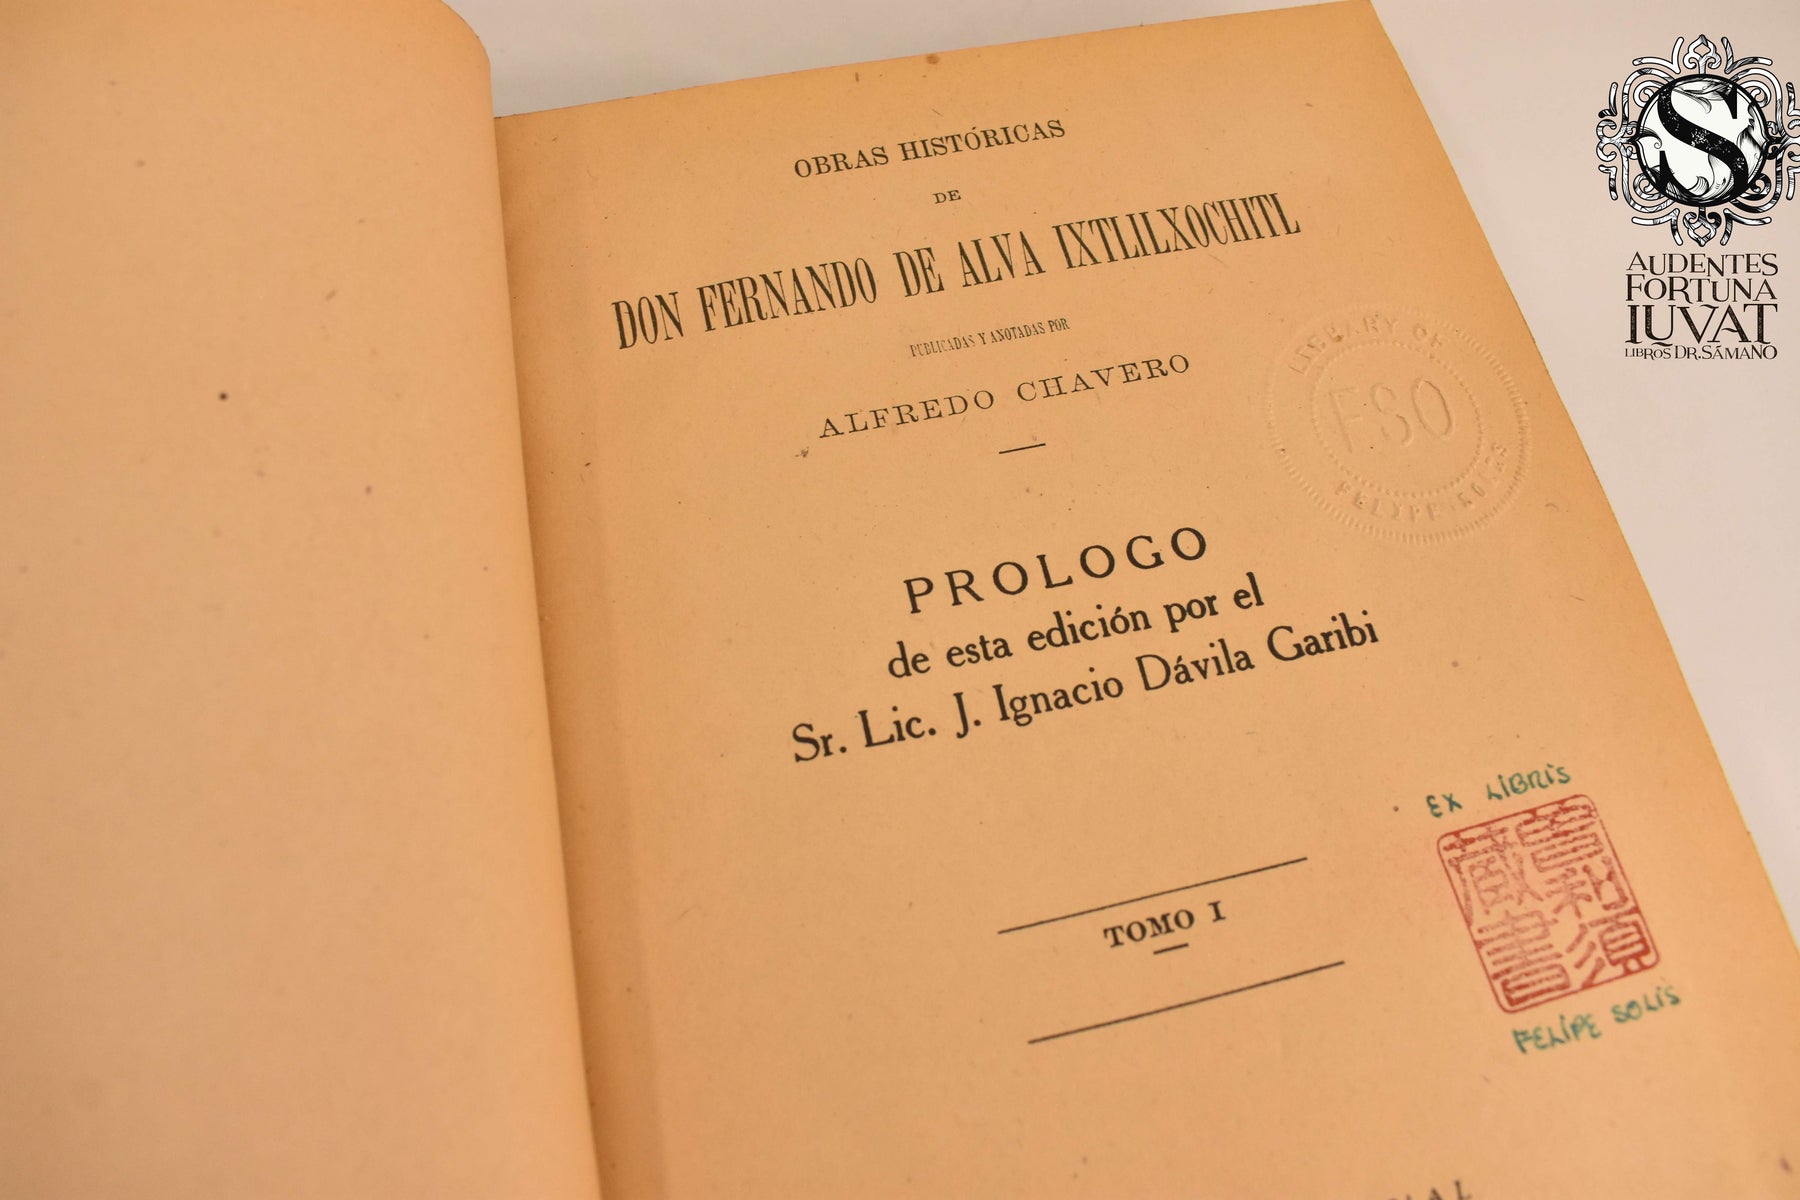 OBRAS HISTÓRICAS
DE
DON FERNANDO DE ALVA IXTLILXOCHITL
PUBLICADAS Y ANOTADAS POR
ALFREDO CHAVERO
LIBRARY OF
FSO
FELIPE
PROLOGO
de esta edición por el
Sr. Lic. J. Ignacio Dávila Garibi
TOMO I
EX LIBRIS
藏書
FELIPE SOLIS
S
AUDENTES
FORTUNA
IUVAT
LIBROS DR. SÁMANO